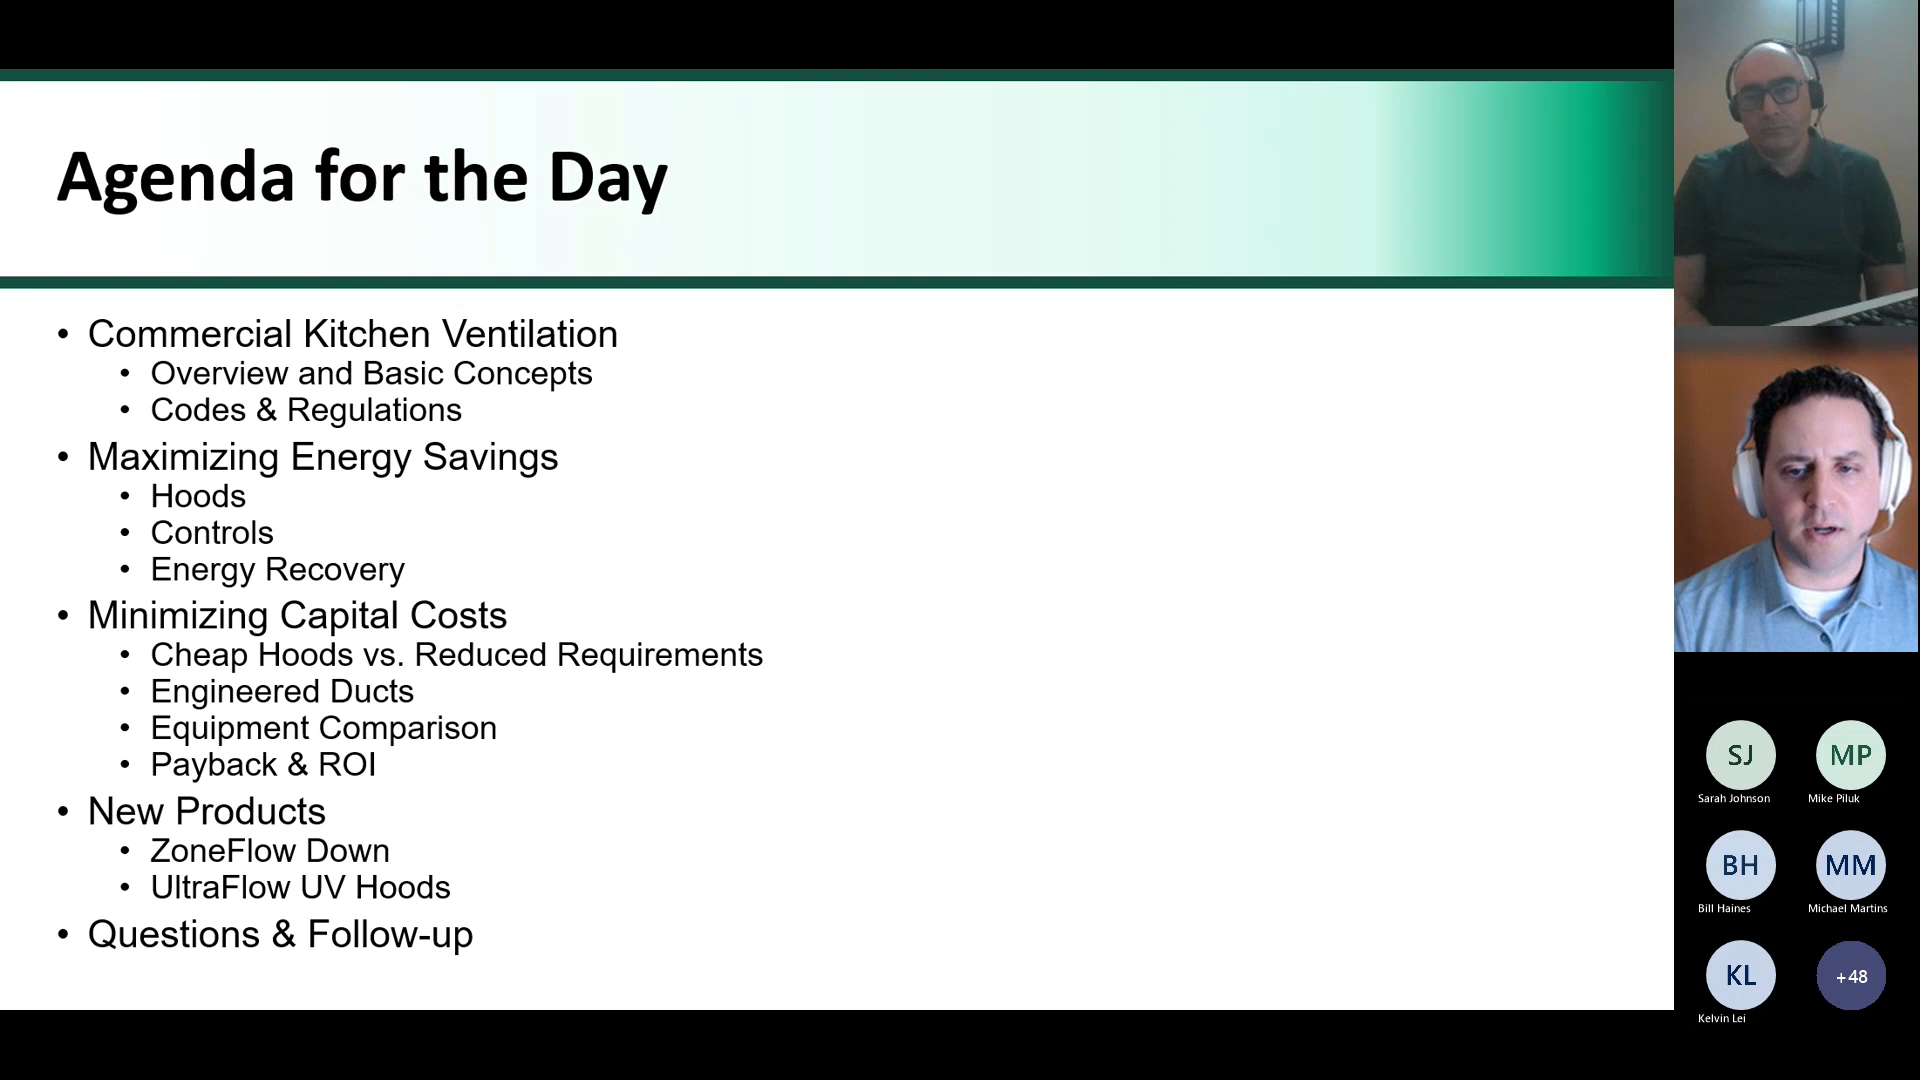 Agenda for the Day
• Commercial Kitchen Ventilation
• Overview and Basic Concepts
• Codes & Regulations
• Maximizing Energy Savings
• Hoods
• Controls
• Energy Recovery
• Minimizing Capital Costs
• Cheap Hoods vs. Reduced Requirements
• Engineered Ducts
• Equipment Comparison
• Payback & ROI
• New Products
• ZoneFlow Down
• UltraFlow UV Hoods
• Questions & Follow-up
SJ
Sarah Johnson
MP
Mike Piluk
BH
Bill Haines
MM
Michael Martins
KL
Kelvin Lei
+48